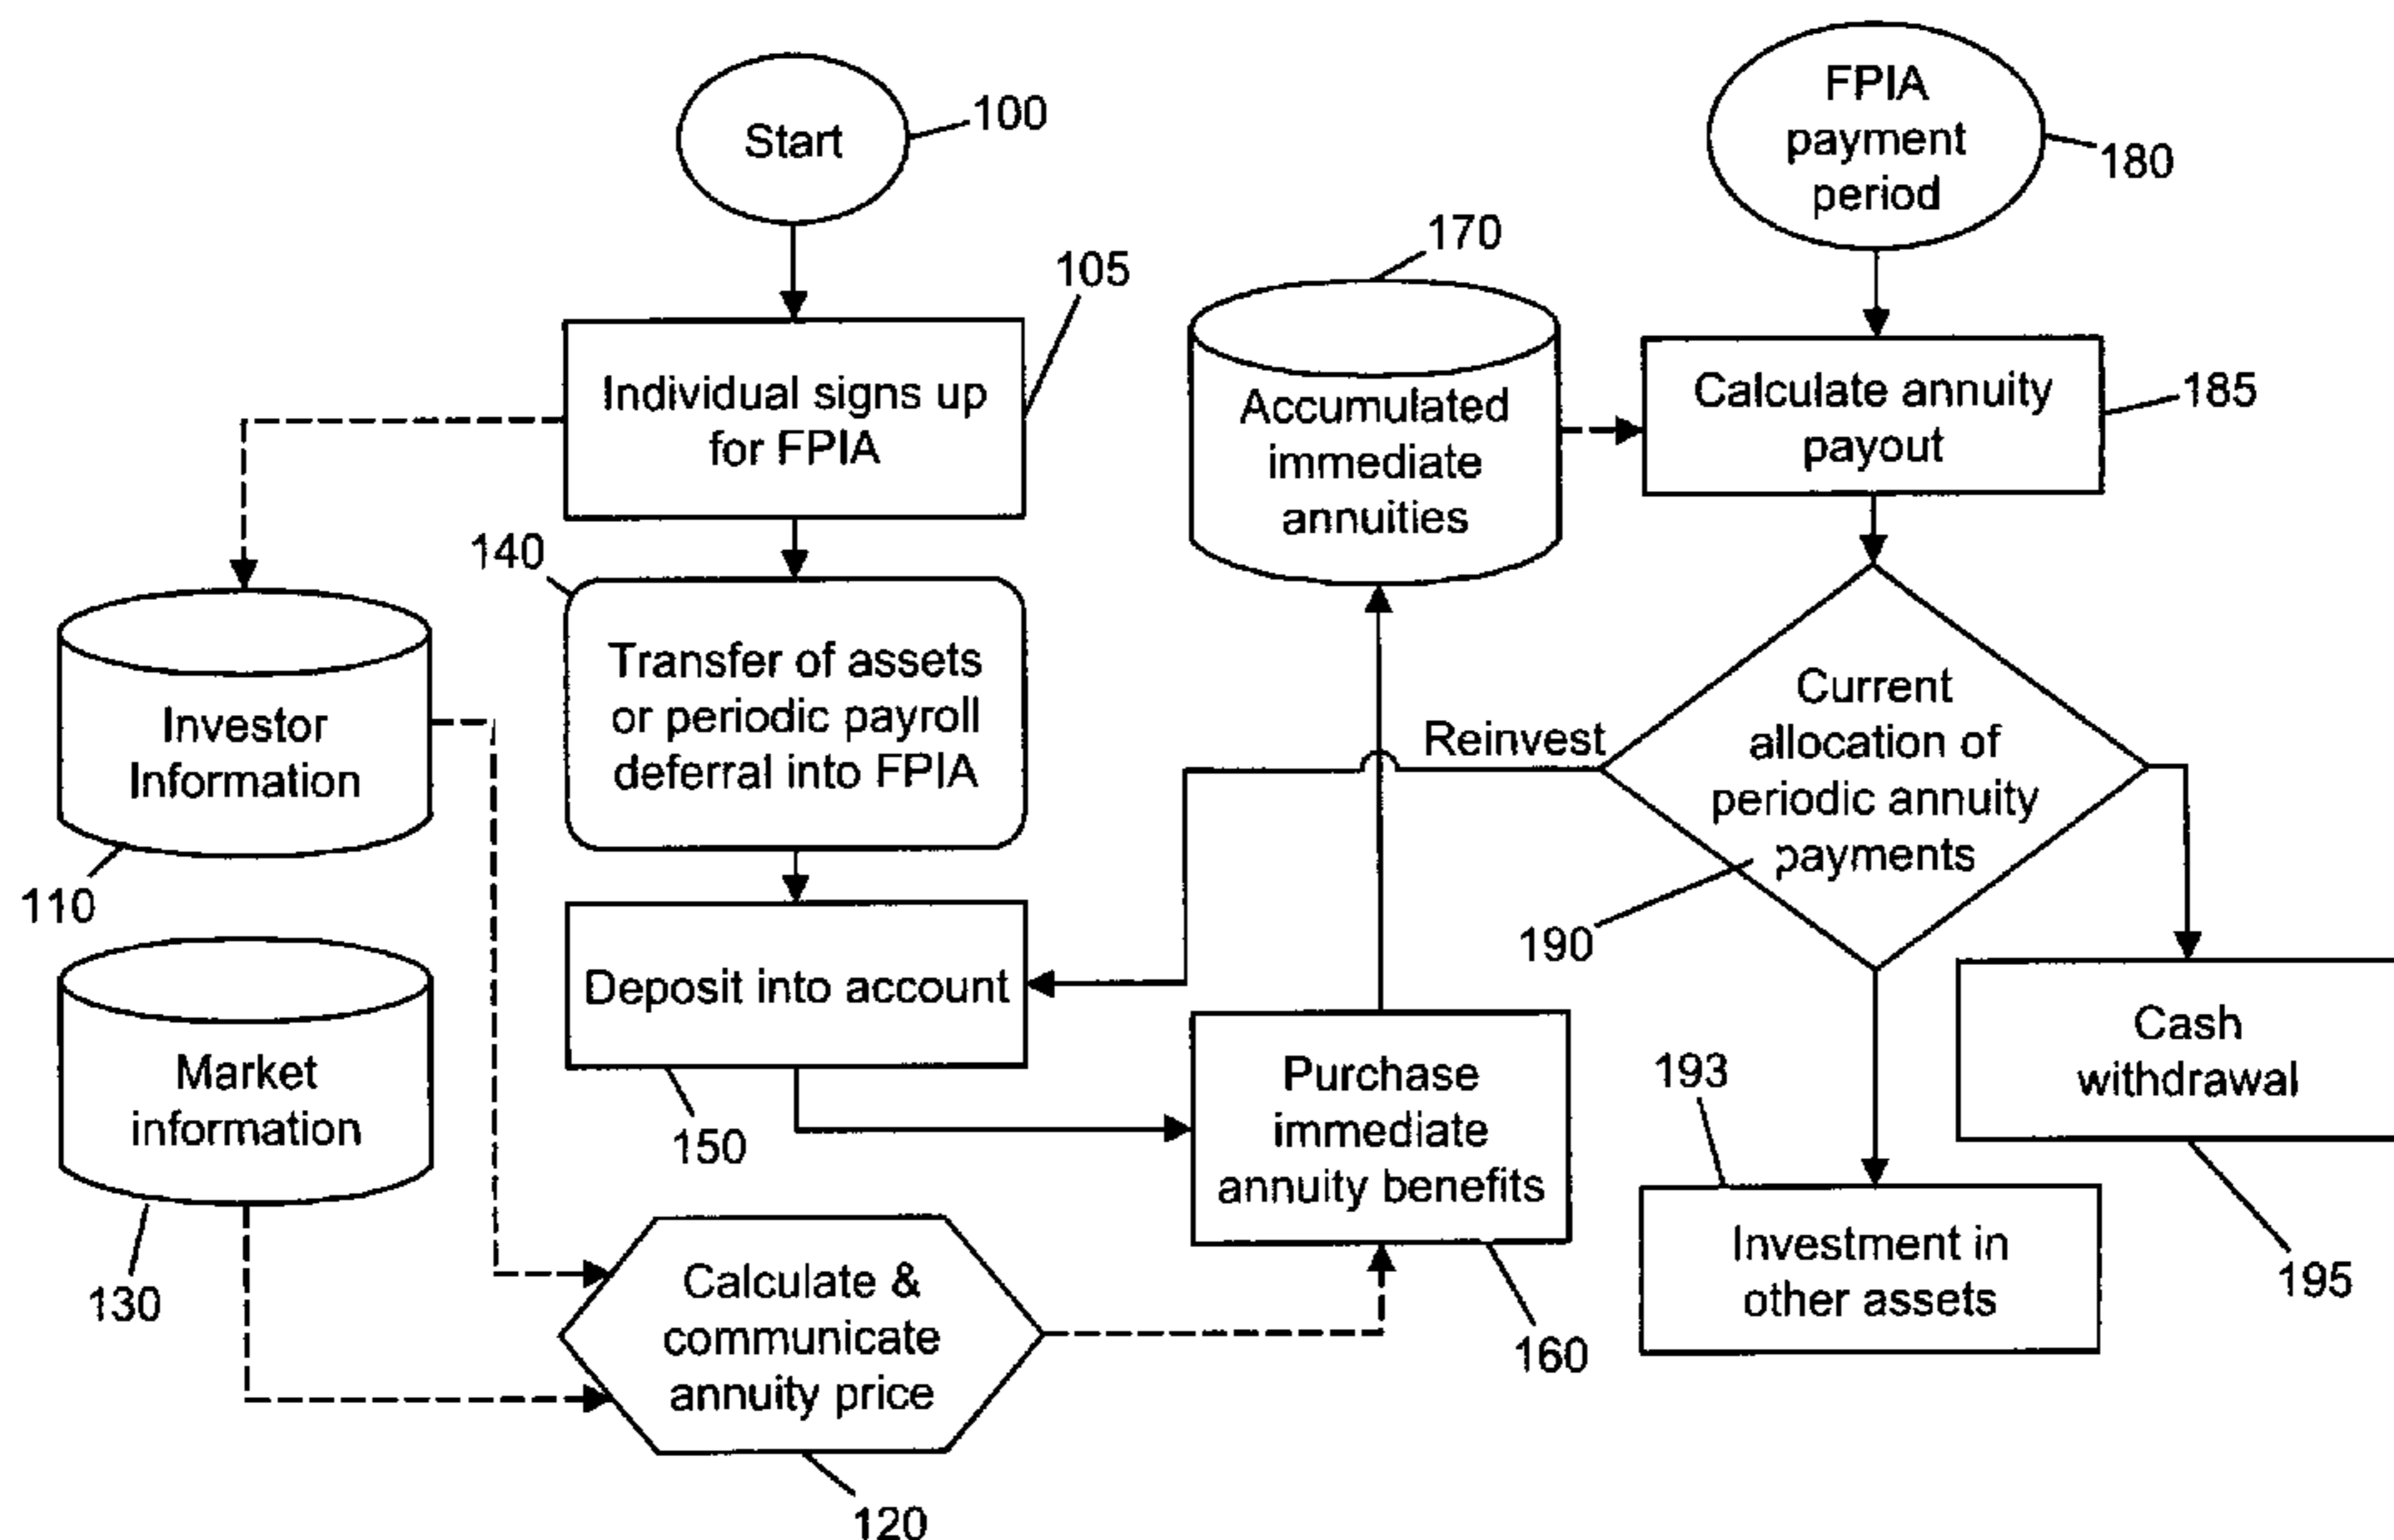 Start
100
Individual signs up
for FPIA
105
140
Transfer of assets
or periodic payroll
deferral into FPIA
Investor
Information
110
Market
information
130
Deposit into account
150
Calculate &
communicate
annuity price
120
Purchase
immediate
annuity benefits
160
170
Accumulated
immediate
annuities
FPIA
payment
period
180
Calculate annuity
payout
185
Reinvest
Current
allocation of
periodic annuity
payments
190
193
Investment in
other assets
Cash
withdrawal
195